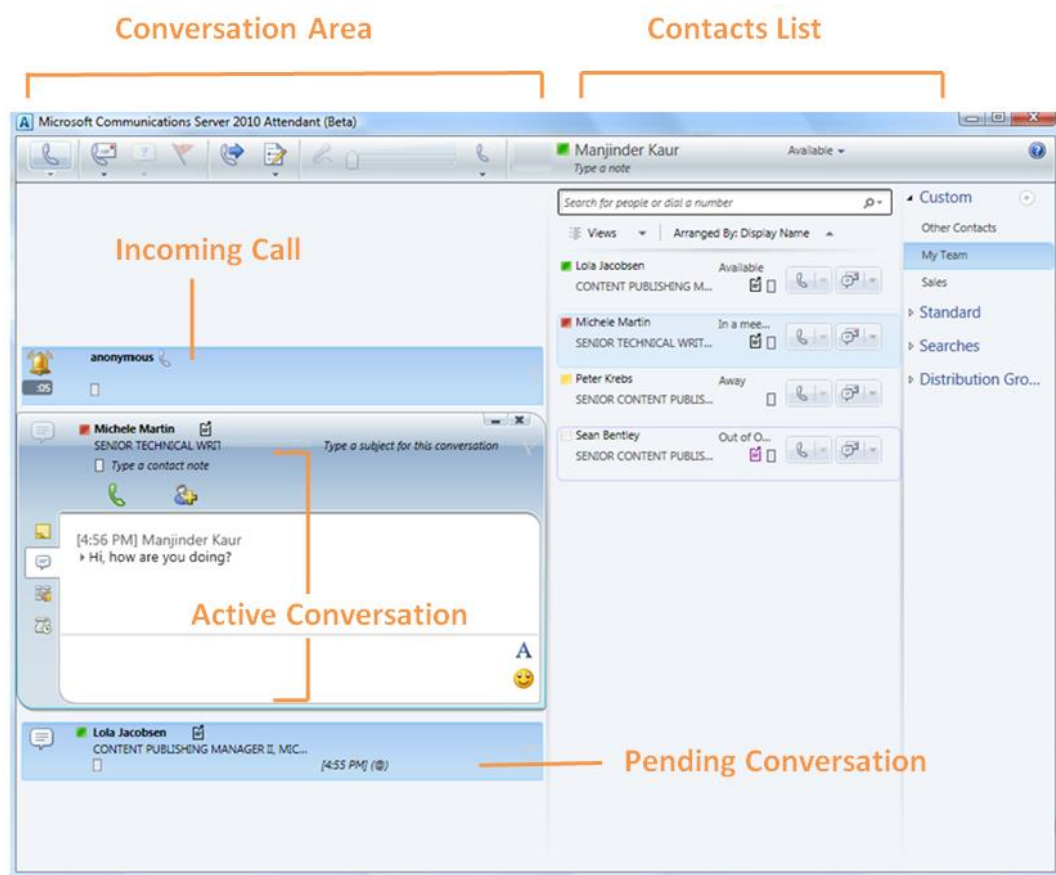 Conversation Area
Contacts List
Microsoft Communications Server 2010 Attendant (Beta)
Manjinder Kaur Available
Type a note
Search for people or dial a number
Views Arranged By: Display Name
Custom
Other Contacts
My Team
Sales
Standard
Searches
Distribution Gro...
Lola Jacobsen Available
CONTENT PUBLISHING M...
Michele Martin In a mee...
SENIOR TECHNICAL WRIT...
Peter Krebs Away
SENIOR CONTENT PUBLIS...
Sean Bentley Out of O...
SENIOR CONTENT PUBLIS...
Incoming Call
anonymous
:05
Michele Martin
SENIOR TECHNICAL WRIT Type a subject for this conversation
Type a contact note
[4:56 PM] Manjinder Kaur
Hi, how are you doing?
Active Conversation
A
Lola Jacobsen
CONTENT PUBLISHING MANAGER II, MIC...
[4:55 PM] (@)
Pending Conversation